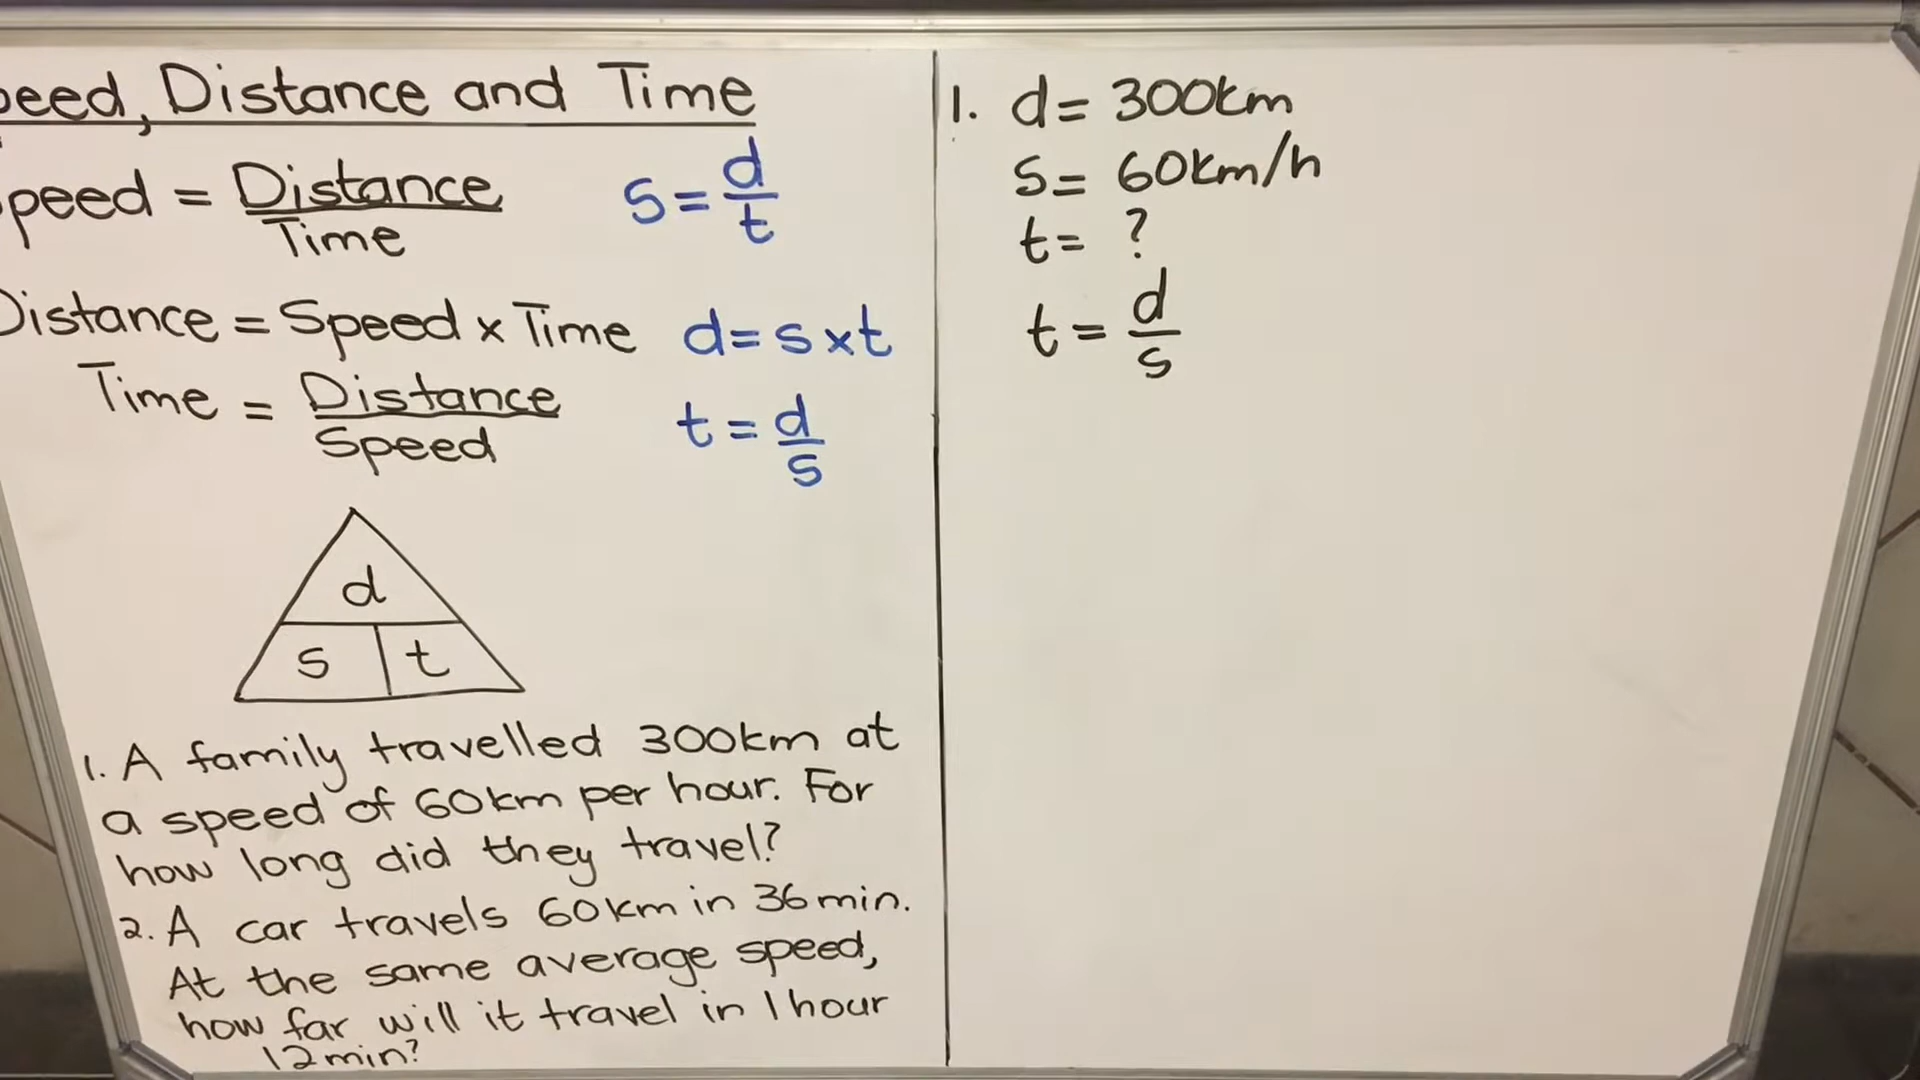 peed, Distance and Time
peed = Distance
Time
s = d
t
Distance = Speed x Time
d = s x t
Time = Distance
Speed
t = d
s
d
s t
1. A family travelled 300km at
a speed of 60km per hour. For
how long did they travel?
2. A car travels 60km in 36min.
At the same average speed,
how far will it travel in 1 hour
12min?
1. d = 300km
s = 60km/h
t = ?
t = d
s